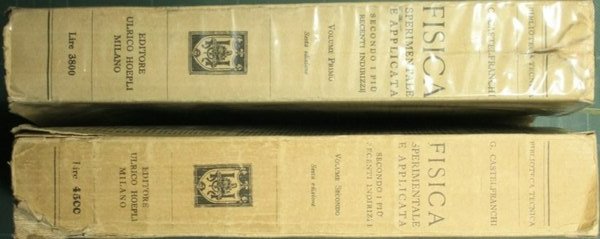 BIBLIOTECA TECNICA
G. CASTELFRANCHI
FISICA
SPERIMENTALE
E APPLICATA
SECONDO I PIÙ
RECENTI INDIRIZZI
VOLUME PRIMO
Sesta edizione
EDITORE
ULRICO HOEPLI
MILANO
Lire 3800
BIBLIOTECA TECNICA
G. CASTELFRANCHI
FISICA
SPERIMENTALE
E APPLICATA
SECONDO I PIÙ
RECENTI INDIRIZZI
VOLUME SECONDO
Sesta edizione
EDITORE
ULRICO HOEPLI
MILANO
Lire 4500